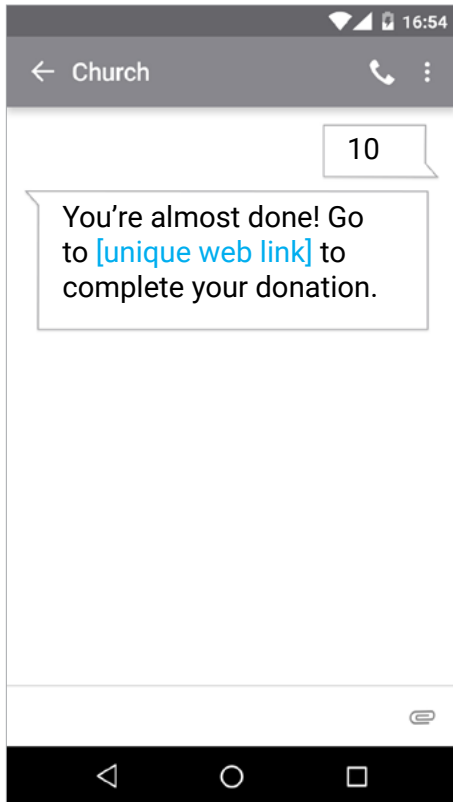 16:54
Church
10
You’re almost done! Go
to [unique web link] to
complete your donation.